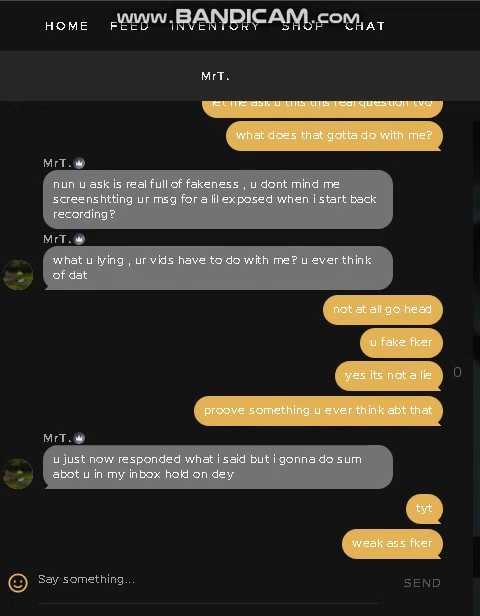 www.BANDICAM.com
HOME FEED INVENTORY SHOP CHAT
MrT.
let me ask u this this real question tvo
what does that gotta do with me?
MrT.
nun u ask is real full of fakeness , u dont mind me
screenshtting ur msg for a lil exposed when i start back
recording?
MrT.
what u lying , ur vids have to do with me? u ever think
of dat
not at all go head
u fake fker
yes its not a lie
0
proove something u ever think abt that
MrT.
u just now responded what i said but i gonna do sum
abot u in my inbox hold on dey
tyt
weak ass fker
Say something...
SEND